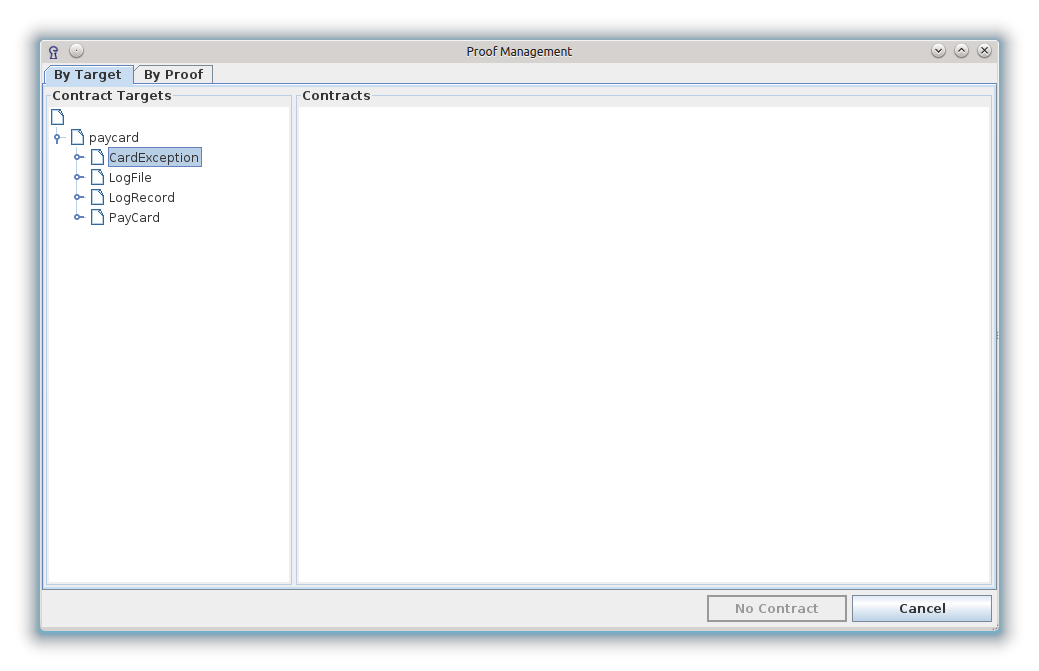 Proof Management
By Target By Proof
Contract Targets Contracts
paycard
CardException
LogFile
LogRecord
PayCard
No Contract Cancel